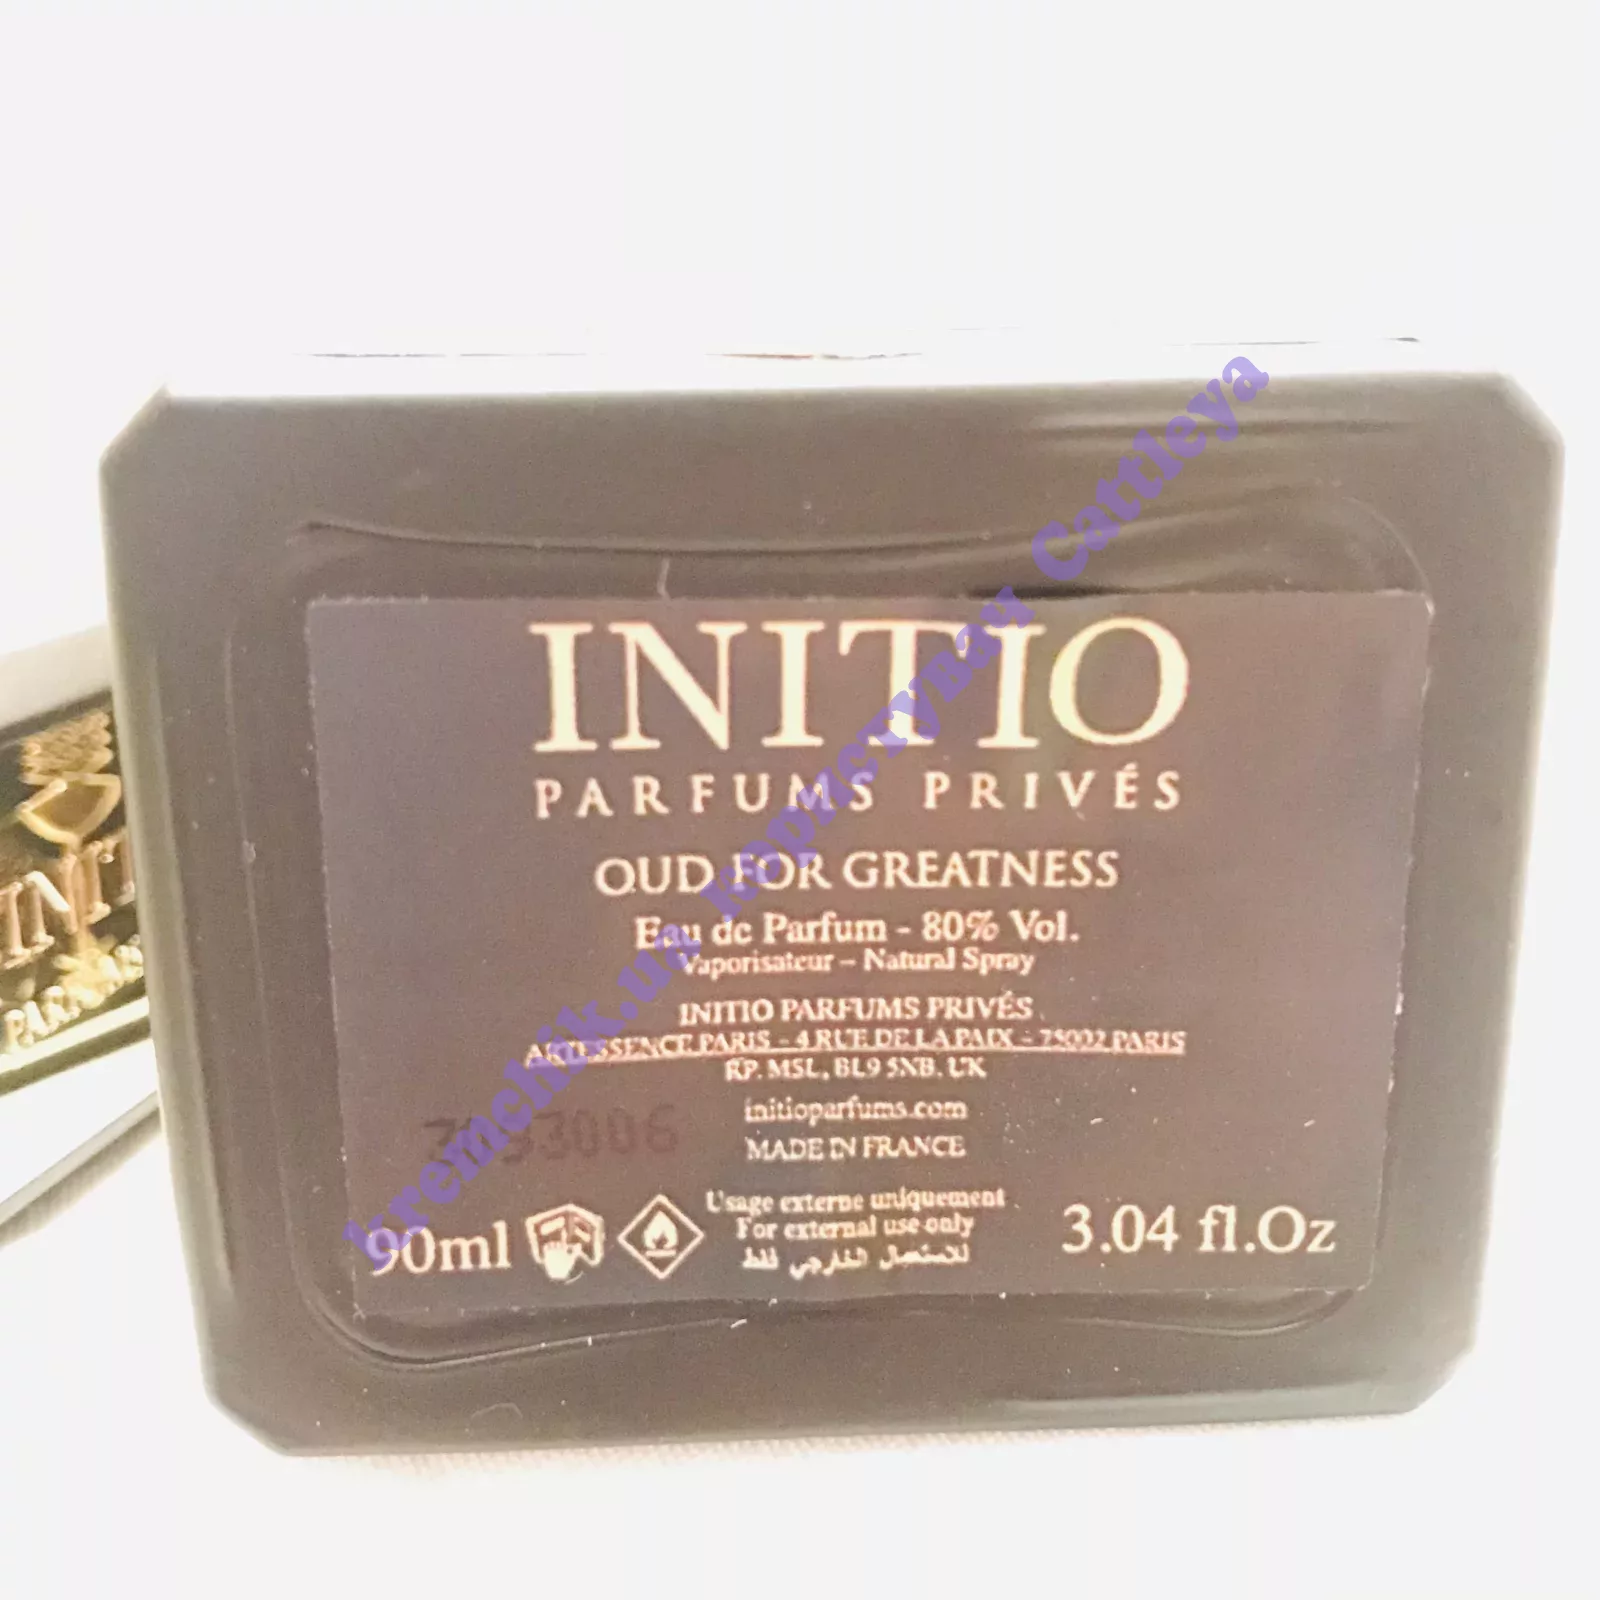 INITIO
PARFUMS PRIVÉS
OUD FOR GREATNESS
Eau de Parfum - 80% Vol.
Vaporisateur – Natural Spray
INITIO PARFUMS PRIVÉS
ARTESSENCE PARIS - 4 RUE DE LA PAIX - 75002 PARIS
RP. MSL, BL9 5NB. UK
initioparfums.com
MADE IN FRANCE
Usage externe uniquement
For external use only
للاستعمال الخارجي فقط
90ml
3.04 fl.Oz
kremchik.ua користувач Cattleya